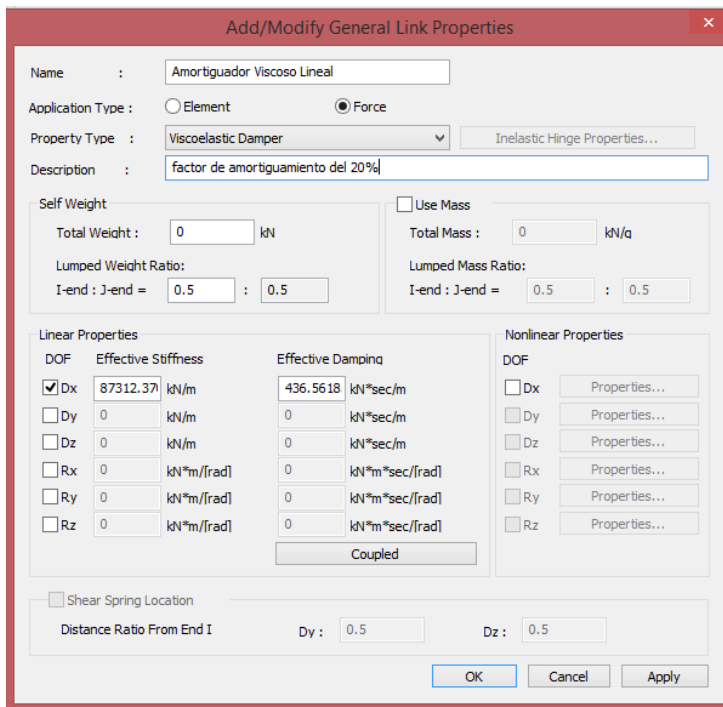 Add/Modify General Link Properties
Name : Amortiguador Viscoso Lineal
Application Type : Element Force
Property Type : Viscoelastic Damper Inelastic Hinge Properties...
Description : factor de amortiguamiento del 20%
Self Weight Use Mass
Total Weight : 0 kN Total Mass : 0 kN/g
Lumped Weight Ratio: Lumped Mass Ratio:
I-end : J-end = 0.5 : 0.5 I-end : J-end = 0.5 : 0.5
Linear Properties Nonlinear Properties
DOF Effective Stiffness Effective Damping DOF
Dx 87312.370 kN/m 436.5618 kN*sec/m Dx Properties...
Dy 0 kN/m 0 kN*sec/m Dy Properties...
Dz 0 kN/m 0 kN*sec/m Dz Properties...
Rx 0 kN*m/[rad] 0 kN*m*sec/[rad] Rx Properties...
Ry 0 kN*m/[rad] 0 kN*m*sec/[rad] Ry Properties...
Rz 0 kN*m/[rad] 0 kN*m*sec/[rad] Rz Properties...
Coupled
Shear Spring Location
Distance Ratio From End I Dy : 0.5 Dz : 0.5
OK Cancel Apply